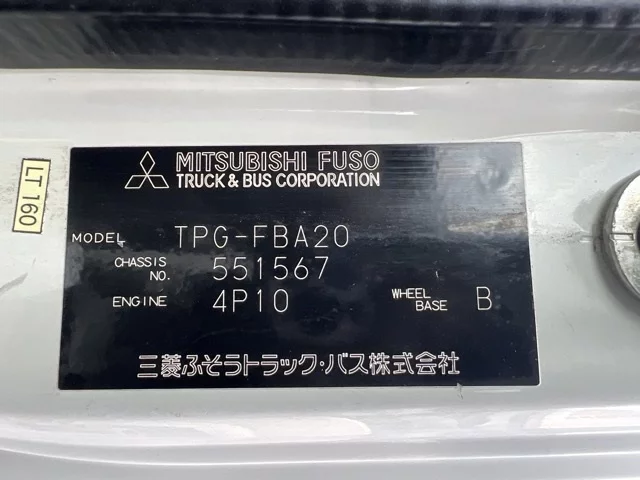 MITSUBISHI FUSO
TRUCK & BUS CORPORATION
LT 160
MODEL TPG-FBA20
CHASSIS NO. 551567
ENGINE 4P10 WHEEL BASE B
三菱ふそうトラック・バス株式会社